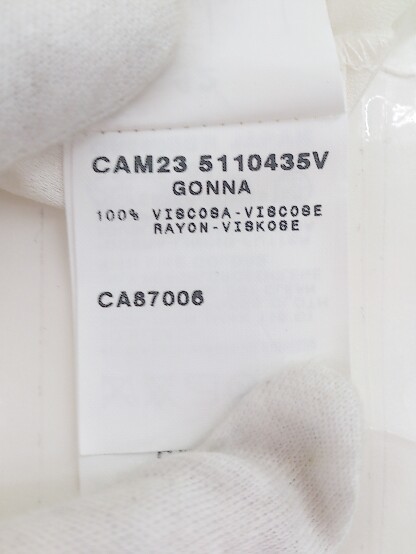 CAM23 5110435V
GONNA
100% VISCOSA-VISCOSE
RAYON-VISKOSE
CA87006